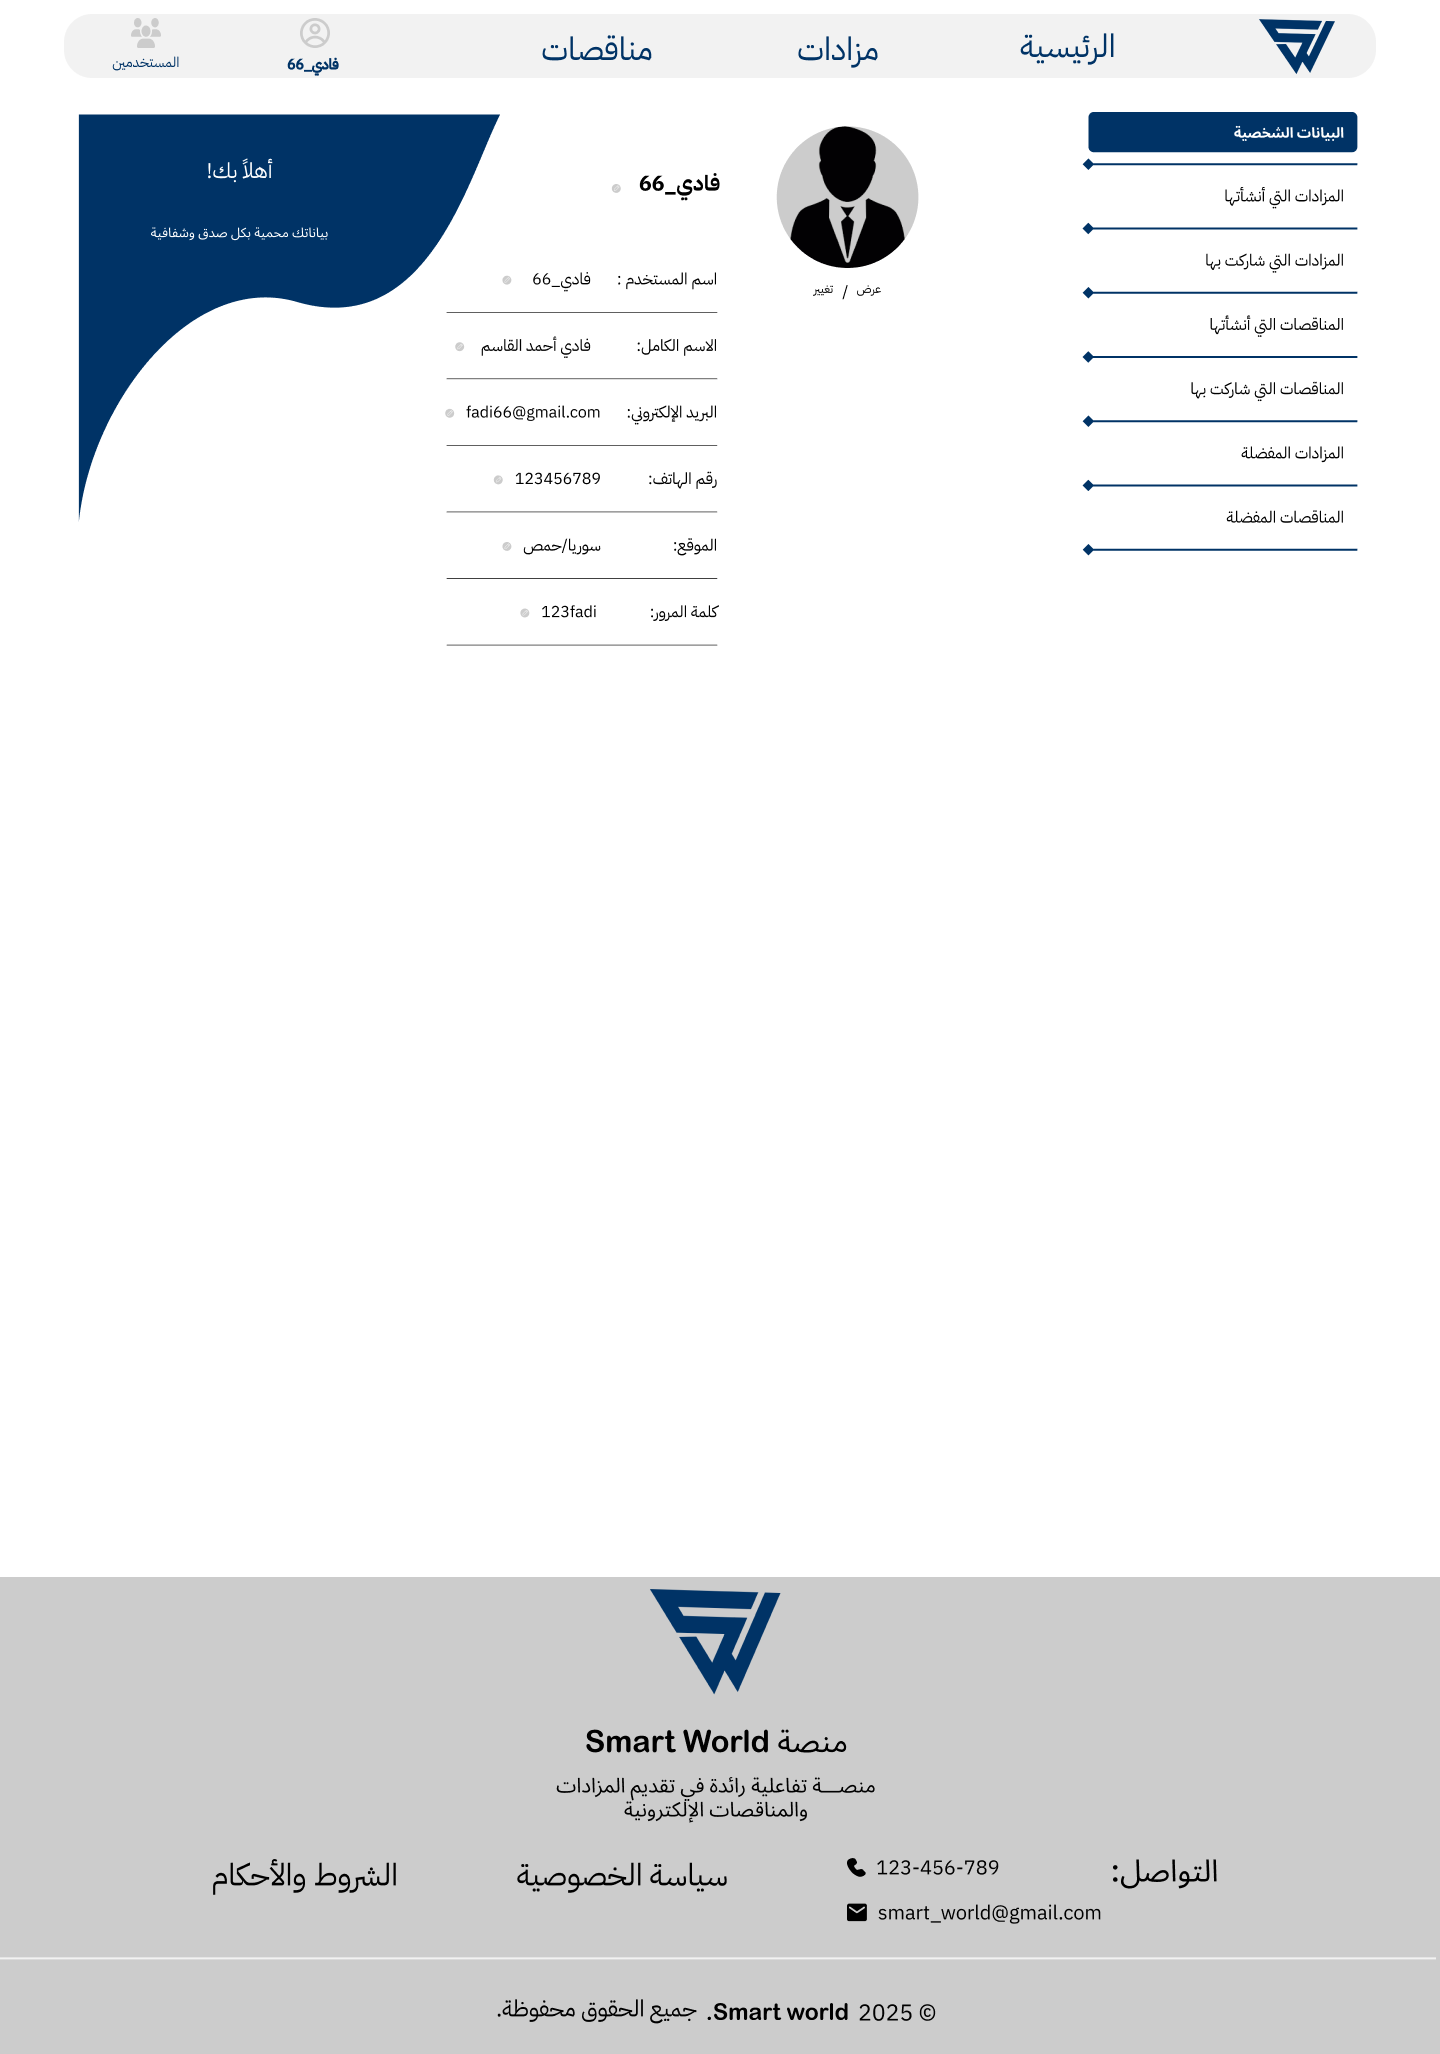 الرئيسية
مزادات
مناقصات
فادي_66
المستخدمين
البيانات الشخصية
المزادات التي أنشأتها
المزادات التي شاركت بها
المناقصات التي أنشأتها
المناقصات التي شاركت بها
المزادات المفضلة
المناقصات المفضلة
عرض / تغيير
فادي_66
اسم المستخدم : فادي_66
الاسم الكامل: فادي أحمد القاسم
البريد الإلكتروني: fadi66@gmail.com
رقم الهاتف: 123456789
الموقع: سوريا/حمص
كلمة المرور: 123fadi
أهلاً بك!
بياناتك محمية بكل صدق وشفافية
منصة Smart World
منصـــة تفاعلية رائدة في تقديم المزادات
والمناقصات الإلكترونية
التواصل:
123-456-789
smart_world@gmail.com
سياسة الخصوصية
الشروط والأحكام
© 2025 Smart world. جميع الحقوق محفوظة.